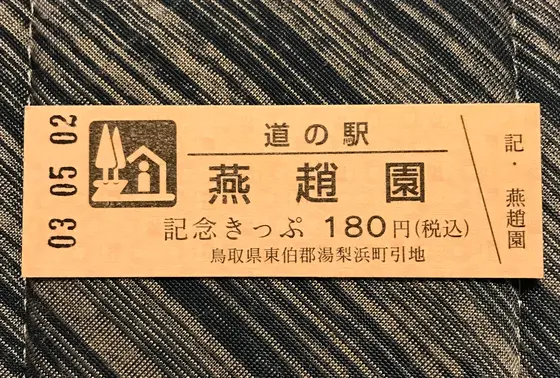 03 05 02
道の駅
燕趙園
記念きっぷ 180円(税込)
鳥取県東伯郡湯梨浜町引地
記・燕趙園